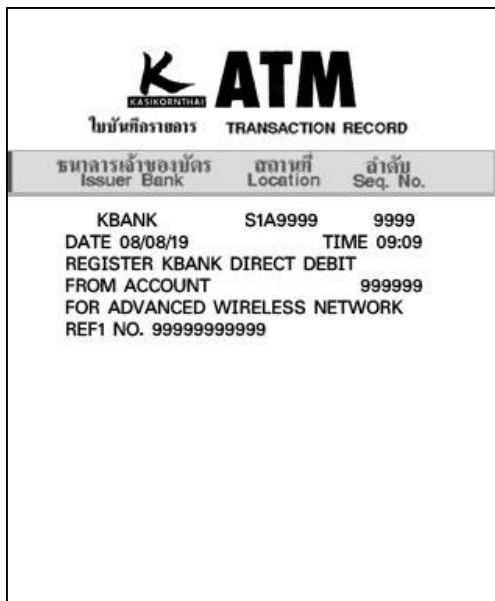 K ATM
KASIKORNTHAI
ใบบันทึกรายการ TRANSACTION RECORD
ธนาคารเจ้าของบัตร สถานที่ ลำดับ
Issuer Bank Location Seq. No.
KBANK S1A9999 9999
DATE 08/08/19 TIME 09:09
REGISTER KBANK DIRECT DEBIT
FROM ACCOUNT 999999
FOR ADVANCED WIRELESS NETWORK
REF1 NO. 99999999999